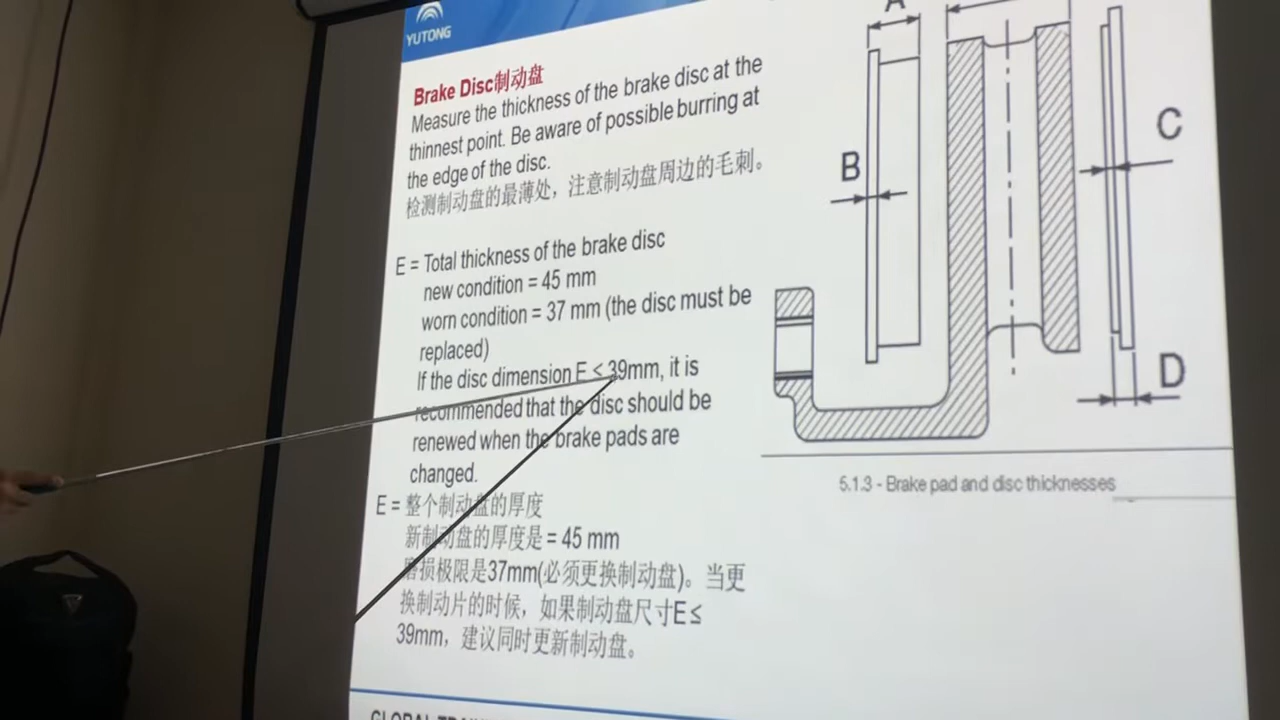 YUTONG
Brake Disc制动盘
Measure the thickness of the brake disc at the
thinnest point. Be aware of possible burring at
the edge of the disc.
检测制动盘的最薄处，注意制动盘周边的毛刺。
E = Total thickness of the brake disc
new condition = 45 mm
worn condition = 37 mm (the disc must be
replaced)
If the disc dimension E < 39mm, it is
recommended that the disc should be
renewed when the brake pads are
changed.
E = 整个制动盘的厚度
新制动盘的厚度是 = 45 mm
磨损极限是37mm(必须更换制动盘)。当更
换制动片的时候，如果制动盘尺寸E≤
39mm，建议同时更新制动盘。
A
B
C
D
5.1.3 - Brake pad and disc thicknesses
GLOBAL